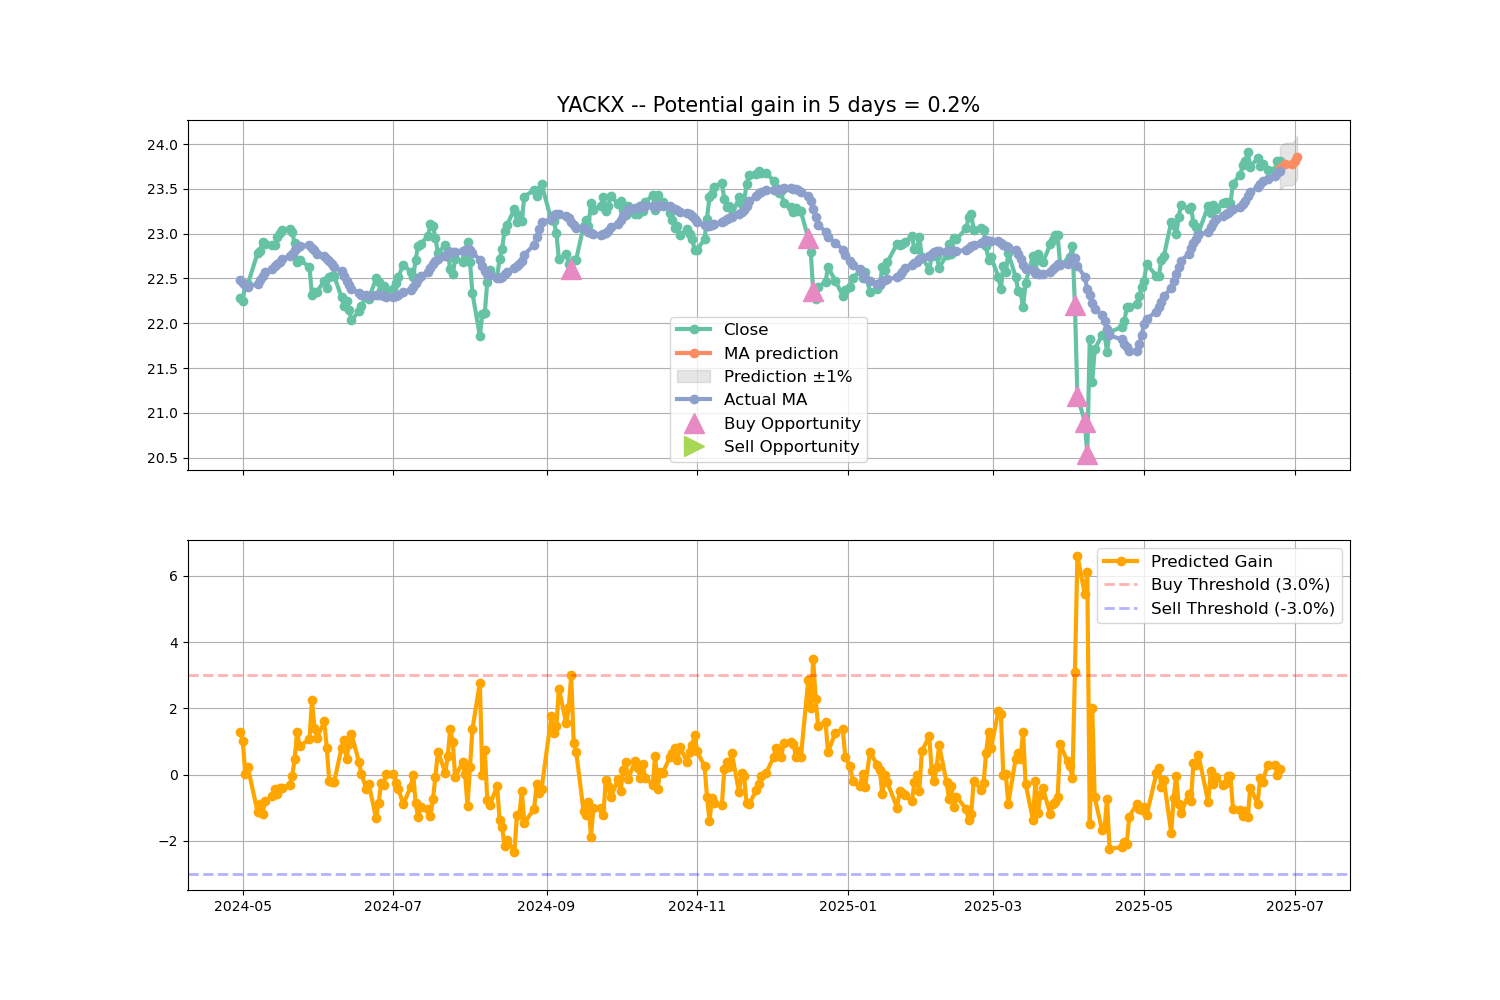 YACKX -- Potential gain in 5 days = 0.2%
24.0
23.5
23.0
22.5
22.0
21.5
21.0
20.5
Close
MA prediction
Prediction ±1%
Actual MA
Buy Opportunity
Sell Opportunity
6
4
2
0
−2
Predicted Gain
Buy Threshold (3.0%)
Sell Threshold (-3.0%)
2024-05 2024-07 2024-09 2024-11 2025-01 2025-03 2025-05 2025-07